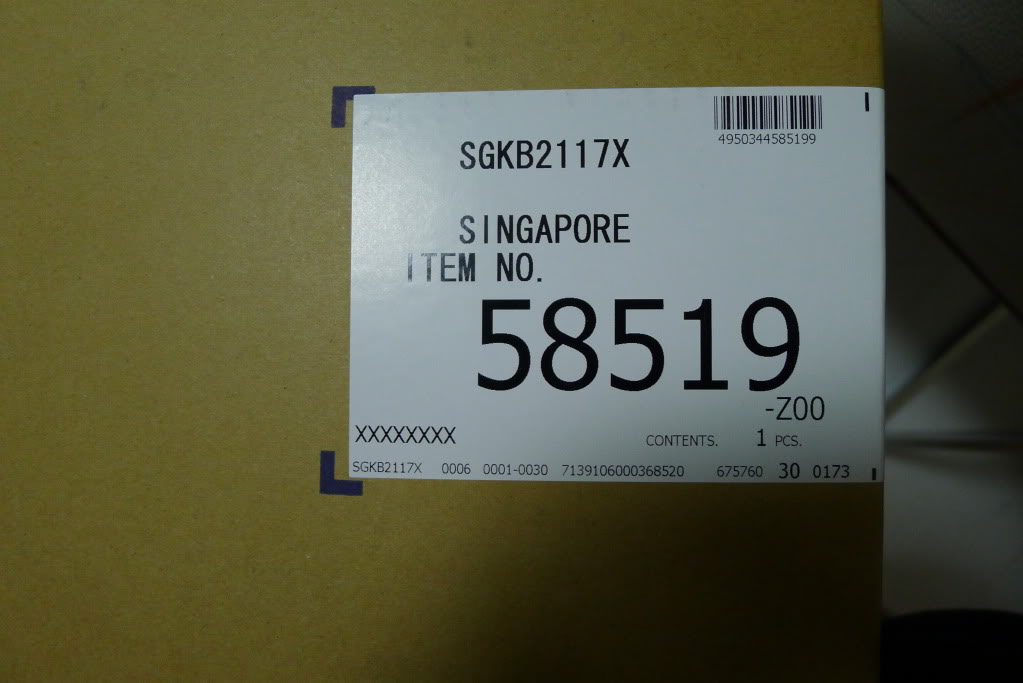 4950344585199
SGKB2117X
SINGAPORE
ITEM NO.
58519
-Z00
XXXXXXXX CONTENTS. 1 PCS.
SGKB2117X 0006 0001-0030 7139106000368520 675760 30 0173